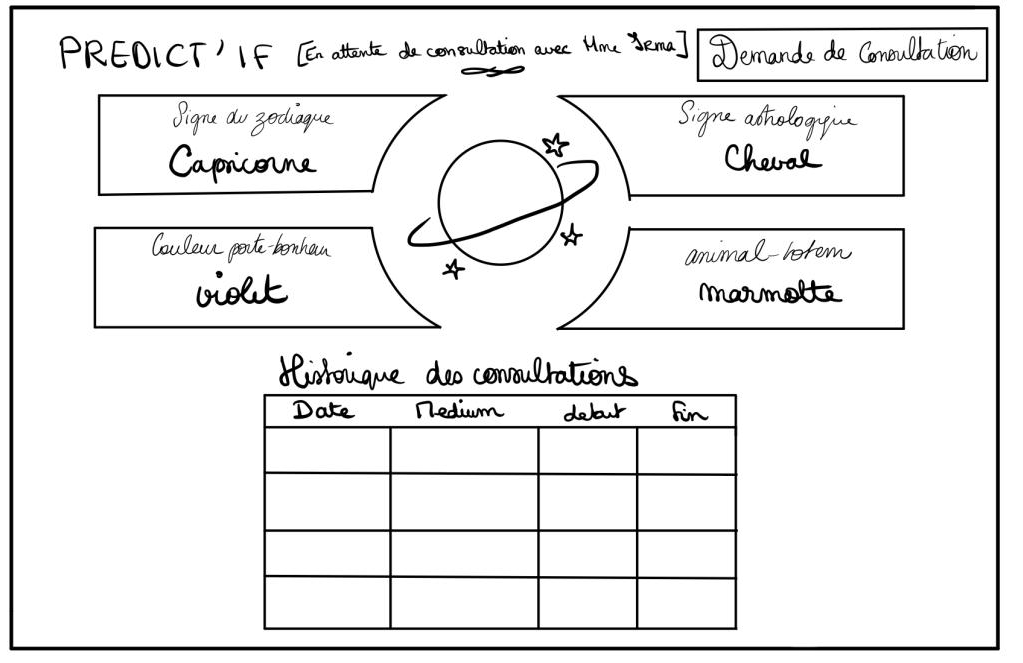 PREDICT'IF [En attente de consultation avec Mme Irma] Demande de Consultation
Signe du zodiaque
Capricorne
Signe astrologique
Cheval
Couleur porte-bonheur
violet
animal-totem
marmotte
Historique des consultations
Date Medium debut fin